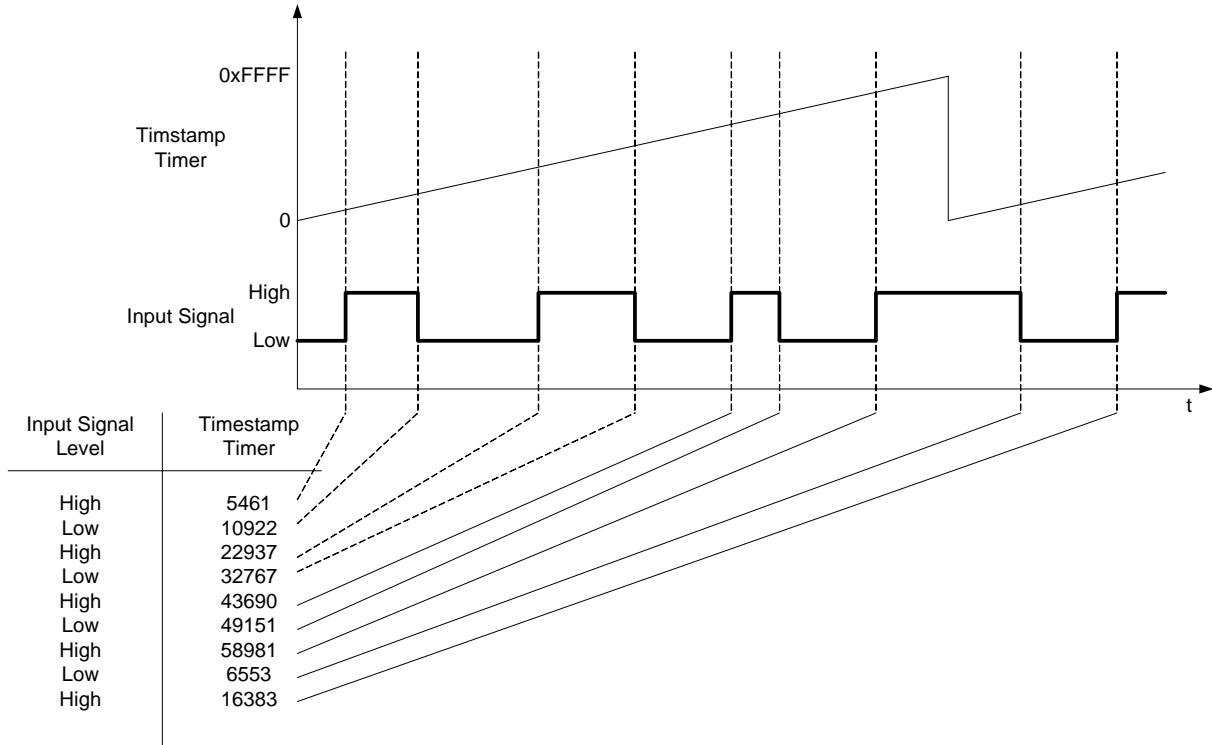 0xFFFF
Timstamp
Timer
0
High
Input Signal
Low
t
Input Signal
Level
Timestamp
Timer
High 5461
Low 10922
High 22937
Low 32767
High 43690
Low 49151
High 58981
Low 6553
High 16383